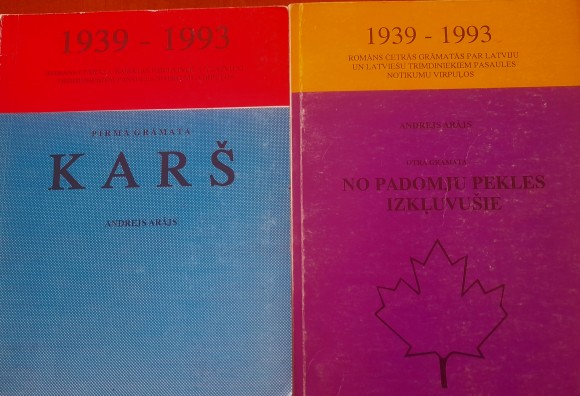 1939 - 1993
PIRMA GRĀMATA
KARŠ
ANDREJS ARĀJS
1939 - 1993
ROMĀNS ČETRĀS GRĀMATĀS PAR LATVIJU
UN LATVIEŠU TRIMDINIEKIEM PASAULES
NOTIKUMU VIRPUĻOS
ANDREJS ARĀJS
OTRA GRĀMATA
NO PADOMJU PEKLES
IZKĻUVUŠIE